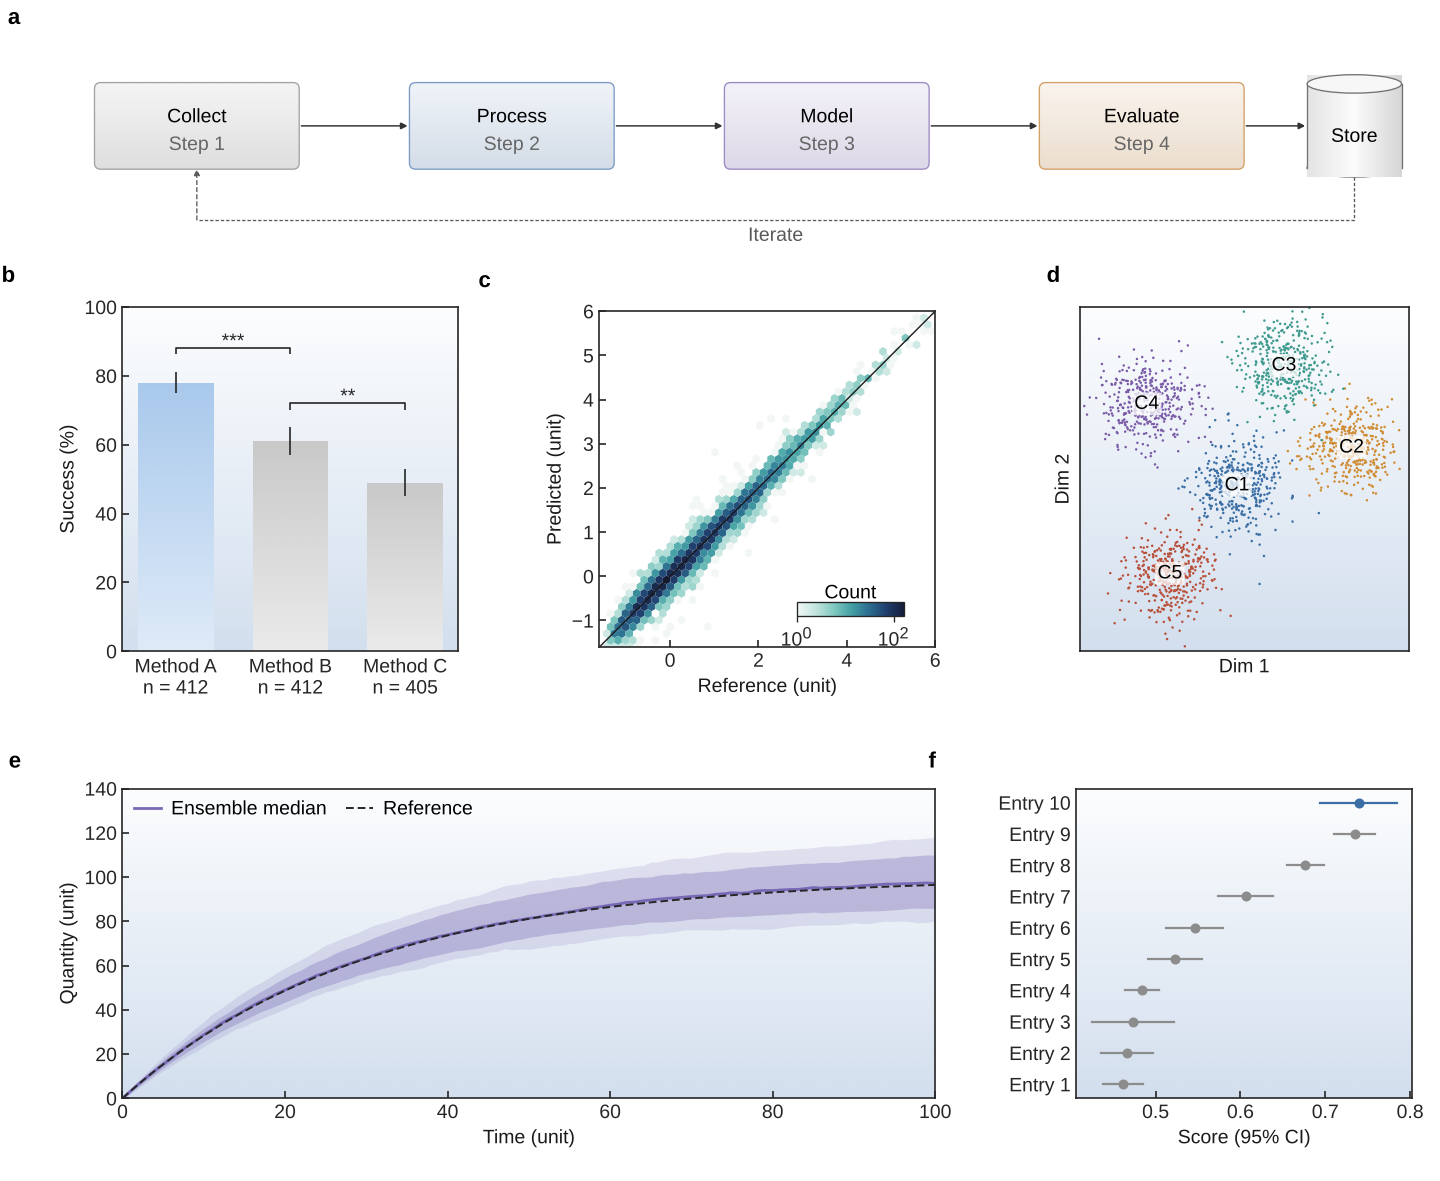 a
Collect
Step 1
Process
Step 2
Model
Step 3
Evaluate
Step 4
Store
Iterate
b
Success (%)
100
80
60
40
20
0
***
**
Method A
n = 412
Method B
n = 412
Method C
n = 405
c
Predicted (unit)
6
5
4
3
2
1
0
−1
Count
10⁰ 10²
0 2 4 6
Reference (unit)
d
Dim 2
C3
C4
C2
C1
C5
Dim 1
e
Quantity (unit)
140
120
100
80
60
40
20
0
Ensemble median
Reference
0 20 40 60 80 100
Time (unit)
f
Entry 10
Entry 9
Entry 8
Entry 7
Entry 6
Entry 5
Entry 4
Entry 3
Entry 2
Entry 1
0.5 0.6 0.7 0.8
Score (95% CI)